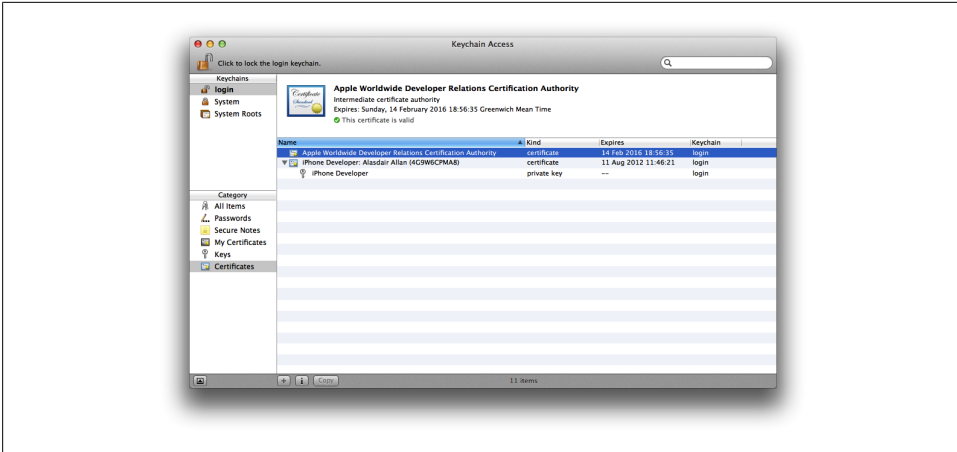 Keychain Access
Click to lock the login keychain.
Keychains
login
System
System Roots
Certificate
Standard
Apple Worldwide Developer Relations Certification Authority
Intermediate certificate authority
Expires: Sunday, 14 February 2016 18:56:35 Greenwich Mean Time
This certificate is valid
Name Kind Expires Keychain
Apple Worldwide Developer Relations Certification Authority certificate 14 Feb 2016 18:56:35 login
iPhone Developer: Alasdair Allan (4G9W6CPMA8) certificate 11 Aug 2012 11:46:21 login
iPhone Developer private key -- login
Category
All Items
Passwords
Secure Notes
My Certificates
Keys
Certificates
+ i Copy 11 items